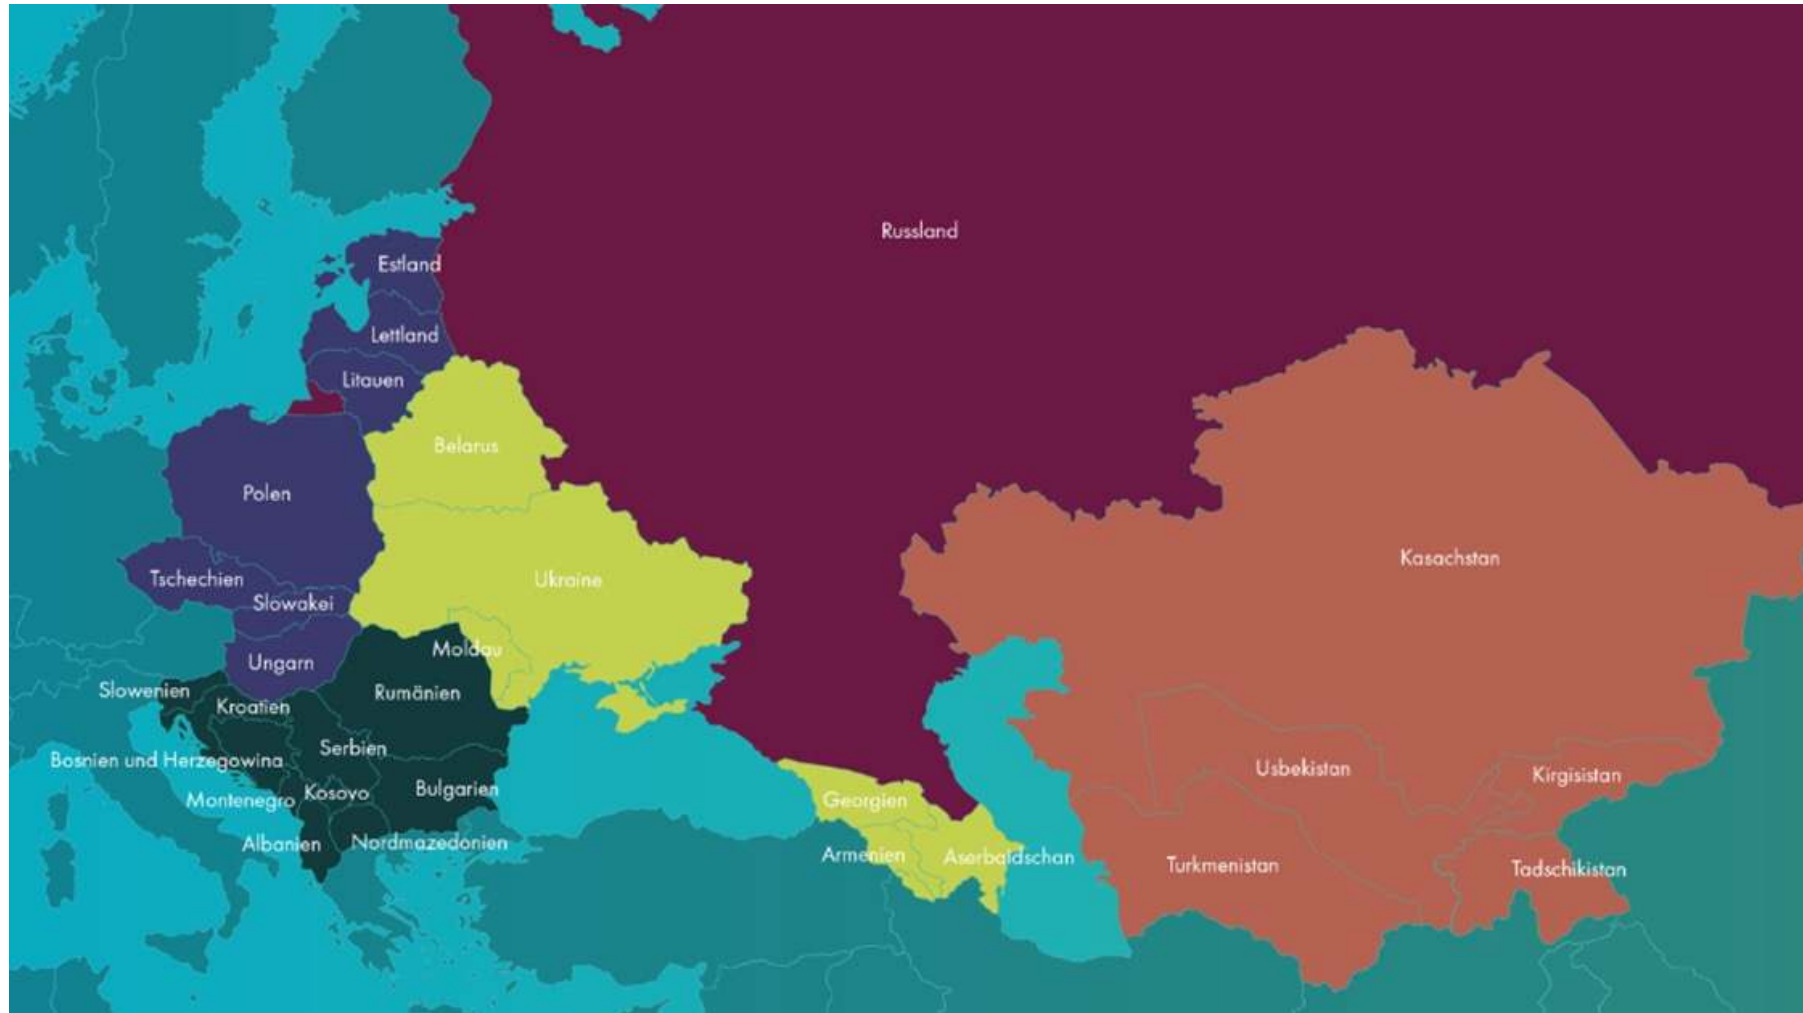 Russland
Estland
Lettland
Litauen
Belarus
Polen
Kasachstan
Tschechien
Ukraine
Slowakei
Moldau
Ungarn
Slowenien
Rumänien
Kroatien
Serbien
Bosnien und Herzegowina
Usbekistan
Kirgisistan
Bulgarien
Kosovo
Montenegro
Georgien
Albanien
Nordmazedonien
Armenien
Aserbaidschan
Turkmenistan
Tadschikistan